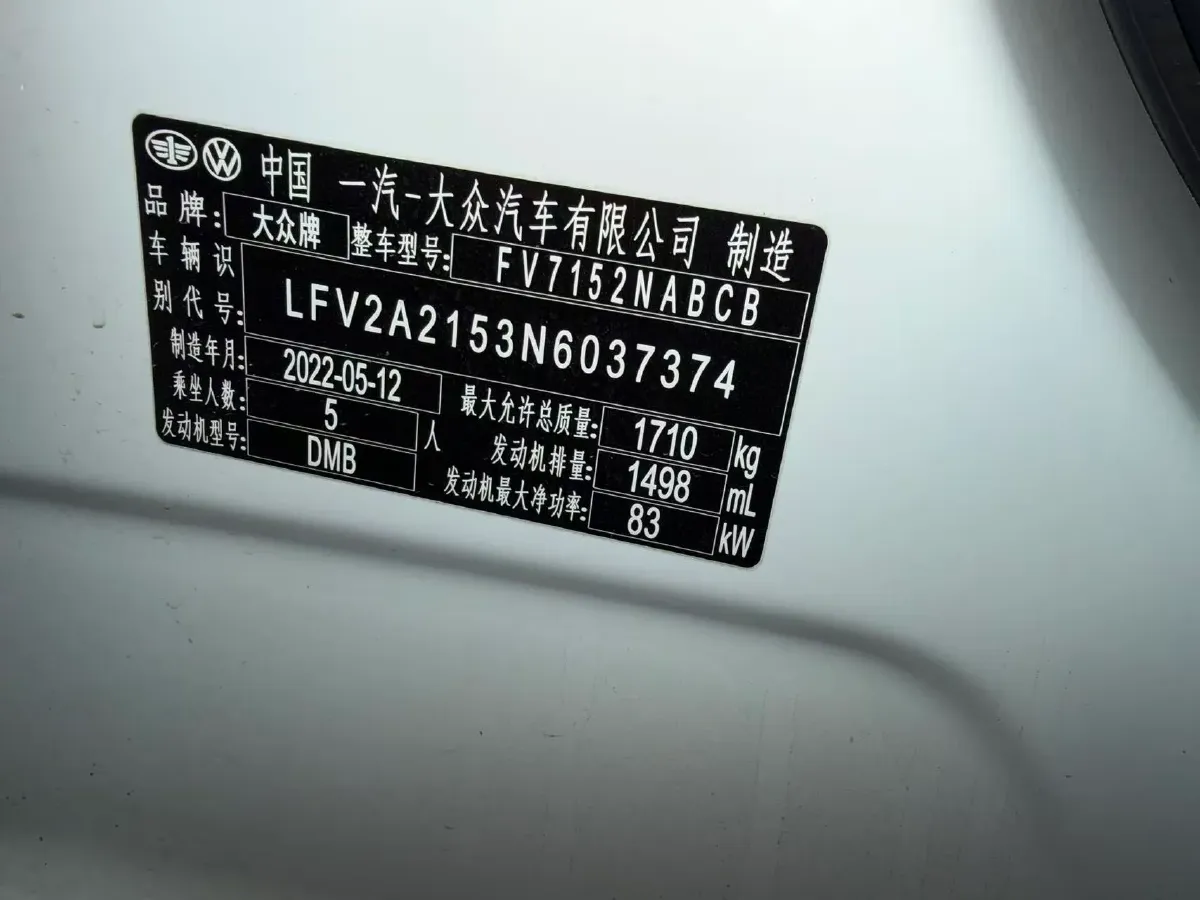 中国 一汽-大众汽车有限公司 制造
品牌: 大众牌 整车型号: FV7152NABCB
车辆识别代号: LFV2A2153N6037374
制造年月: 2022-05-12 最大允许总质量: 1710 kg
乘坐人数: 5 人 发动机排量: 1498 mL
发动机型号: DMB 发动机最大净功率: 83 kW